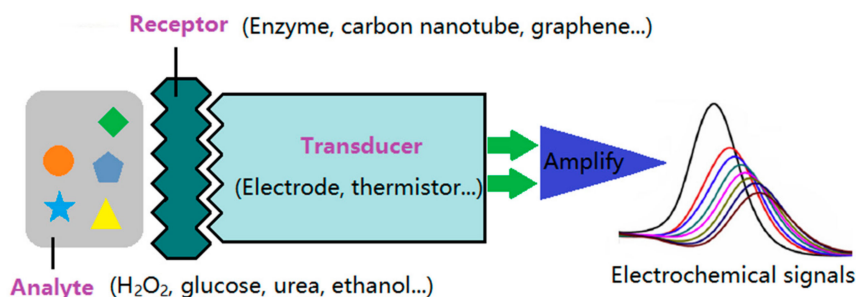 Receptor (Enzyme, carbon nanotube, graphene...)
Transducer
(Electrode, thermistor...)
Amplify
Analyte (H₂O₂, glucose, urea, ethanol...)
Electrochemical signals